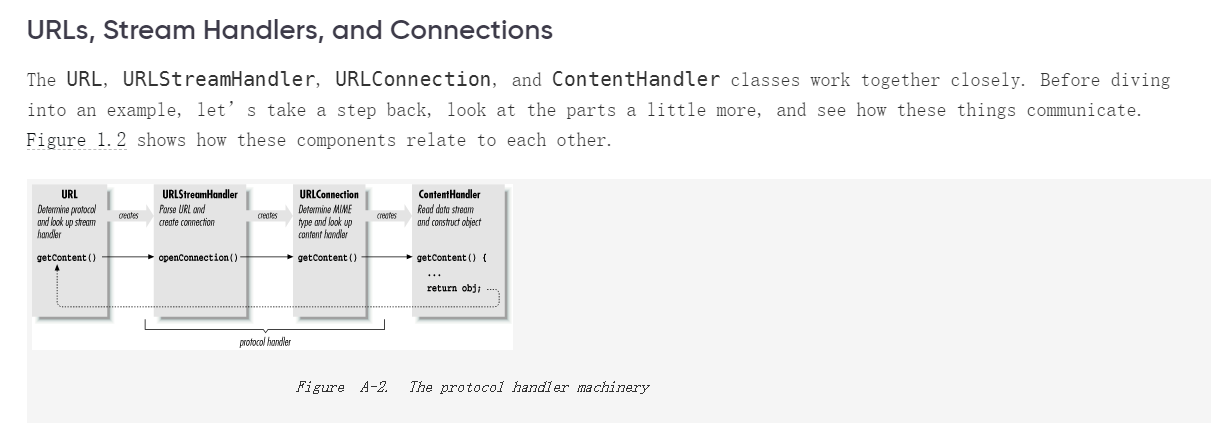 URLs, Stream Handlers, and Connections
The URL, URLStreamHandler, URLConnection, and ContentHandler classes work together closely. Before diving
into an example, let’s take a step back, look at the parts a little more, and see how these things communicate.
Figure 1.2 shows how these components relate to each other.
URL
Determine protocol
and look up stream
handler
getContent()
creates
URLStreamHandler
Parse URL and
create connection
openConnection()
creates
URLConnection
Determine MIME
type and look up
content handler
getContent()
creates
ContentHandler
Read data stream
and construct object
getContent() {
...
return obj;
protocol handler
Figure A-2. The protocol handler machinery